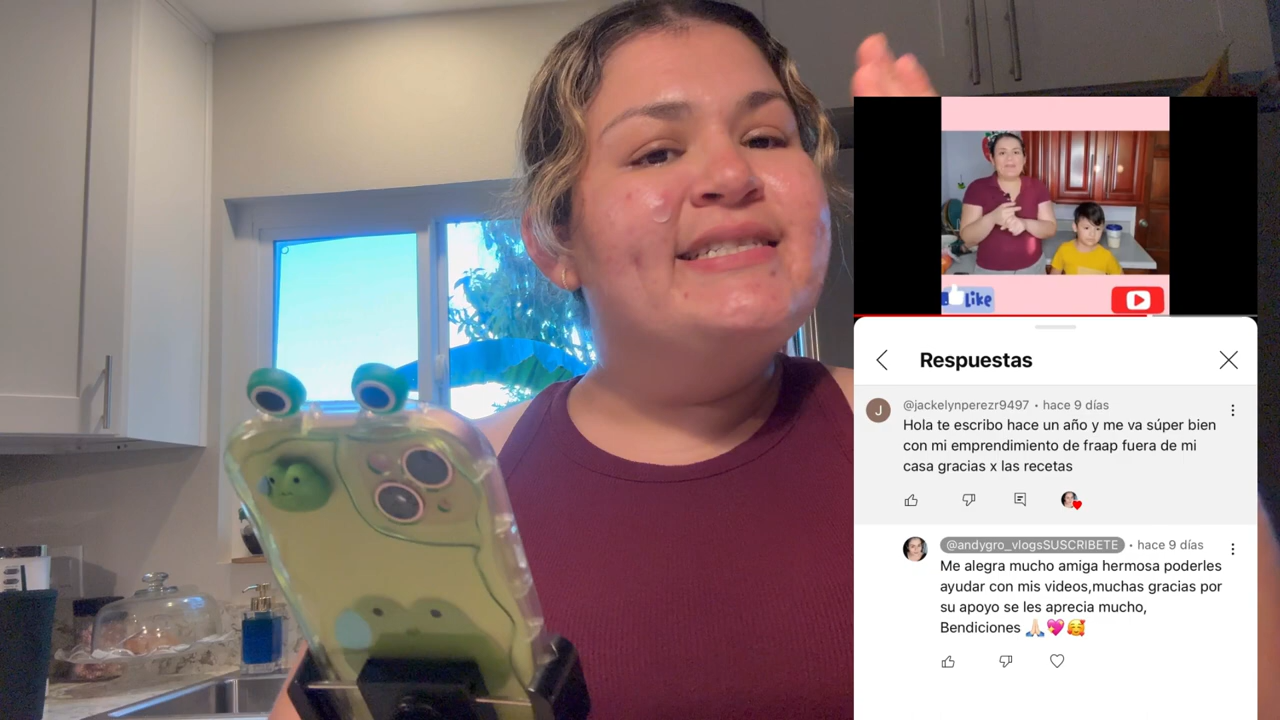 like
Respuestas
J
@jackelynperezr9497 • hace 9 días
Hola te escribo hace un año y me va súper bien
con mi emprendimiento de fraap fuera de mi
casa gracias x las recetas
@andygro_vlogsSUSCRIBETE • hace 9 días
Me alegra mucho amiga hermosa poderles
ayudar con mis videos,muchas gracias por
su apoyo se les aprecia mucho,
Bendiciones 🙏🏻💖🥰